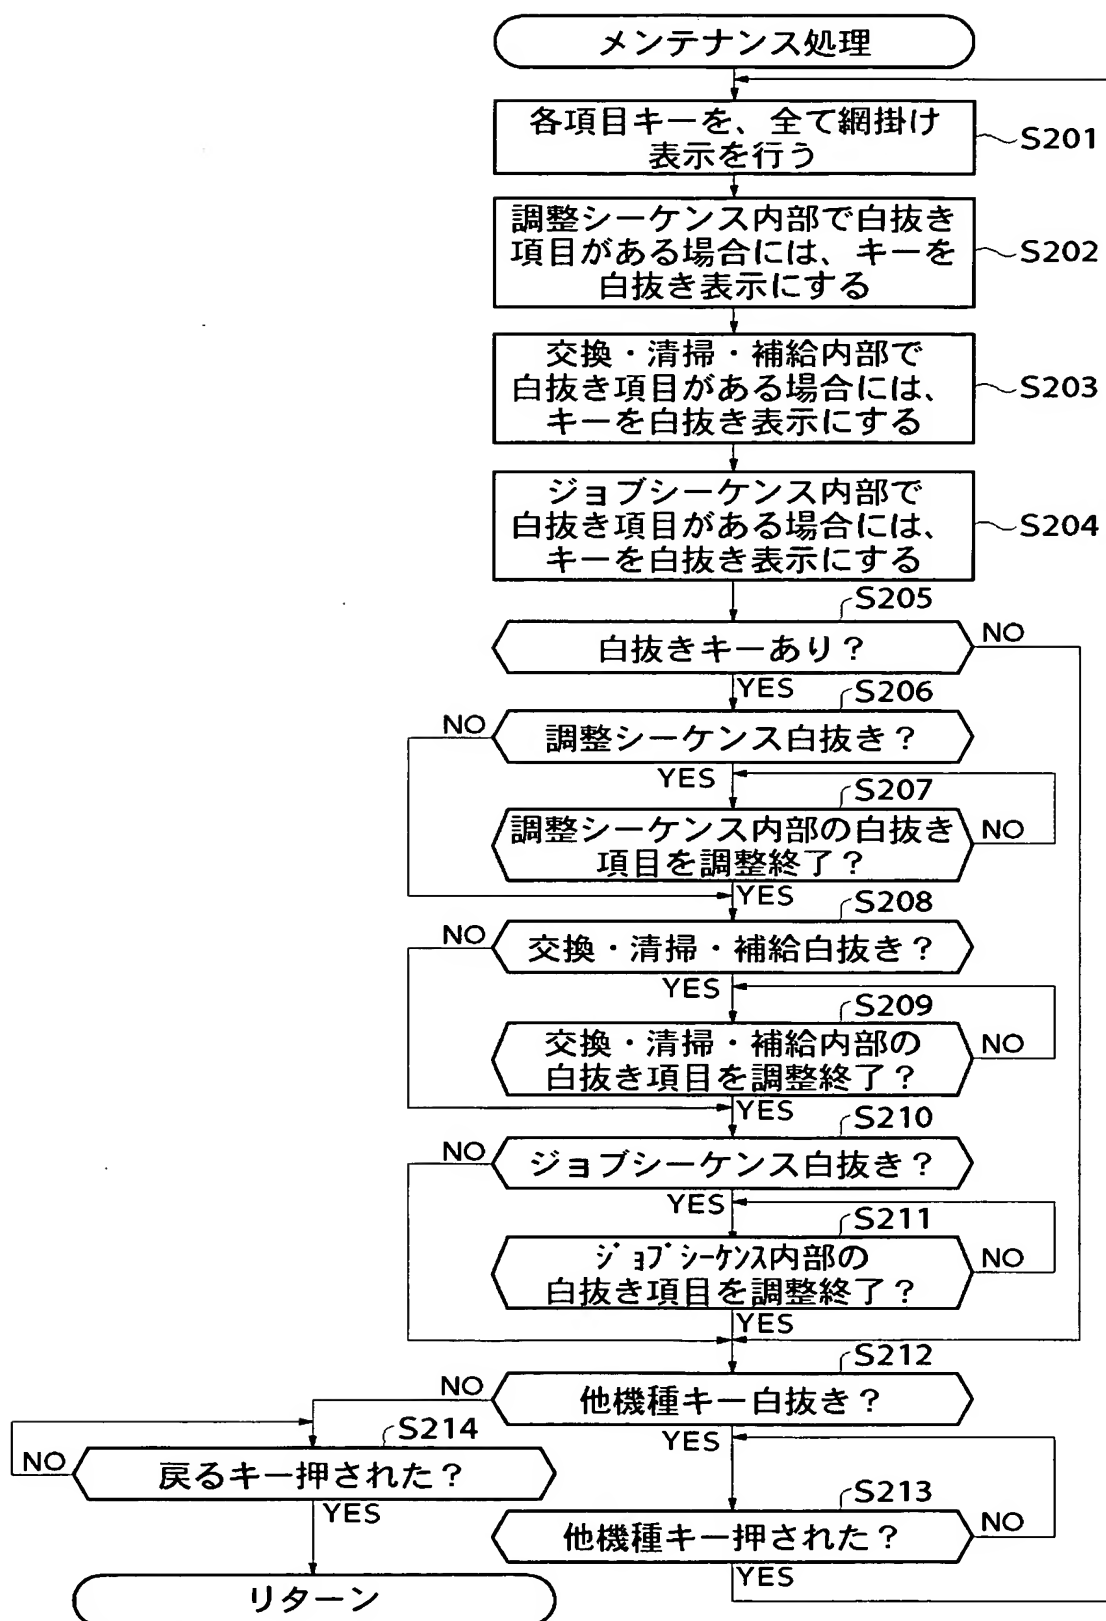 メンテナンス処理
各項目キーを、全て網掛け
表示を行う
S201
調整シーケンス内部で白抜き
項目がある場合には、キーを
白抜き表示にする
S202
交換・清掃・補給内部で
白抜き項目がある場合には、
キーを白抜き表示にする
S203
ジョブシーケンス内部で
白抜き項目がある場合には、
キーを白抜き表示にする
S204
S205
白抜きキーあり？
NO
YES
S206
NO
調整シーケンス白抜き？
YES
S207
調整シーケンス内部の白抜き
項目を調整終了？
NO
YES
S208
NO
交換・清掃・補給白抜き？
YES
S209
交換・清掃・補給内部の
白抜き項目を調整終了？
NO
YES
S210
NO
ジョブシーケンス白抜き？
YES
S211
ｼﾞｮﾌﾞｼｰｹﾝｽ内部の
白抜き項目を調整終了？
NO
YES
S212
NO
他機種キー白抜き？
YES
S214
NO
戻るキー押された？
YES
S213
他機種キー押された？
NO
YES
リターン